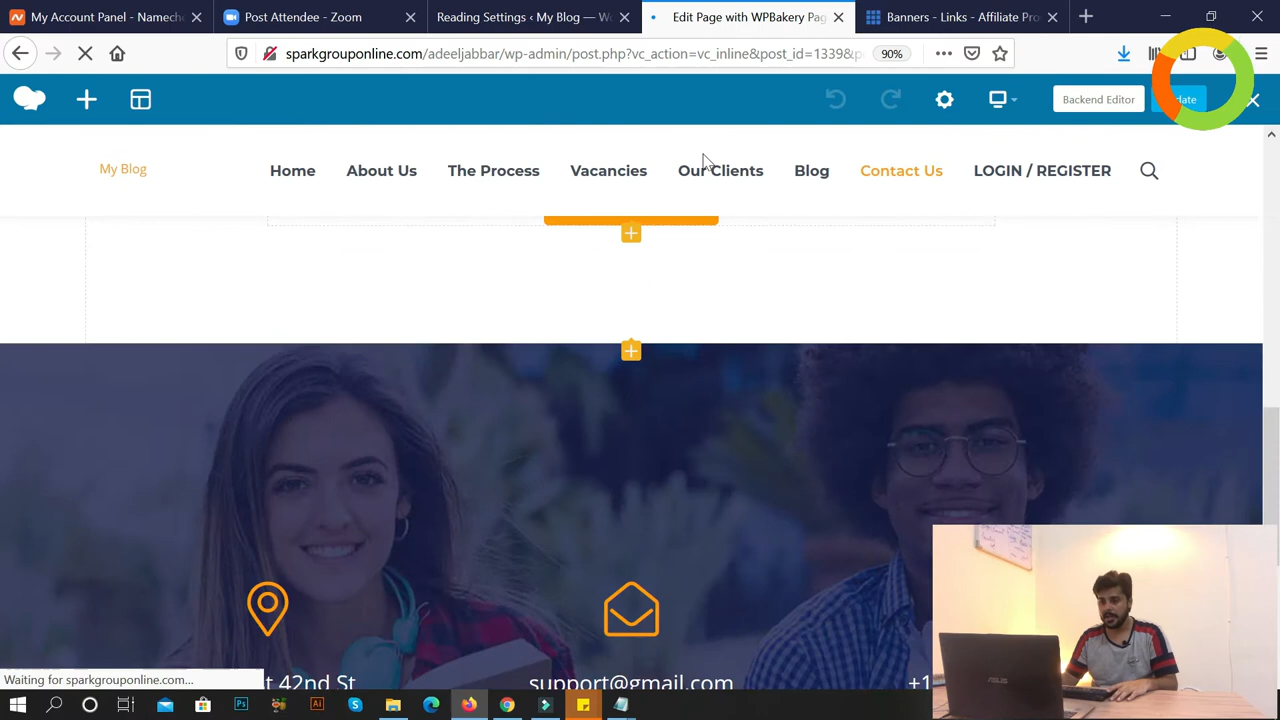 My Account Panel - Namech
Post Attendee - Zoom
Reading Settings ‹ My Blog — Wo
Edit Page with WPBakery Pag
Banners - Links - Affiliate Pro
sparkgrouponline.com/adeeljabbar/wp-admin/post.php?vc_action=vc_inline&post_id=1339&p
90%
Backend Editor
date
My Blog
Home
About Us
The Process
Vacancies
Our Clients
Blog
Contact Us
LOGIN / REGISTER
t 42nd St
support@gmail.com
+1
Waiting for sparkgrouponline.com...
ASUS